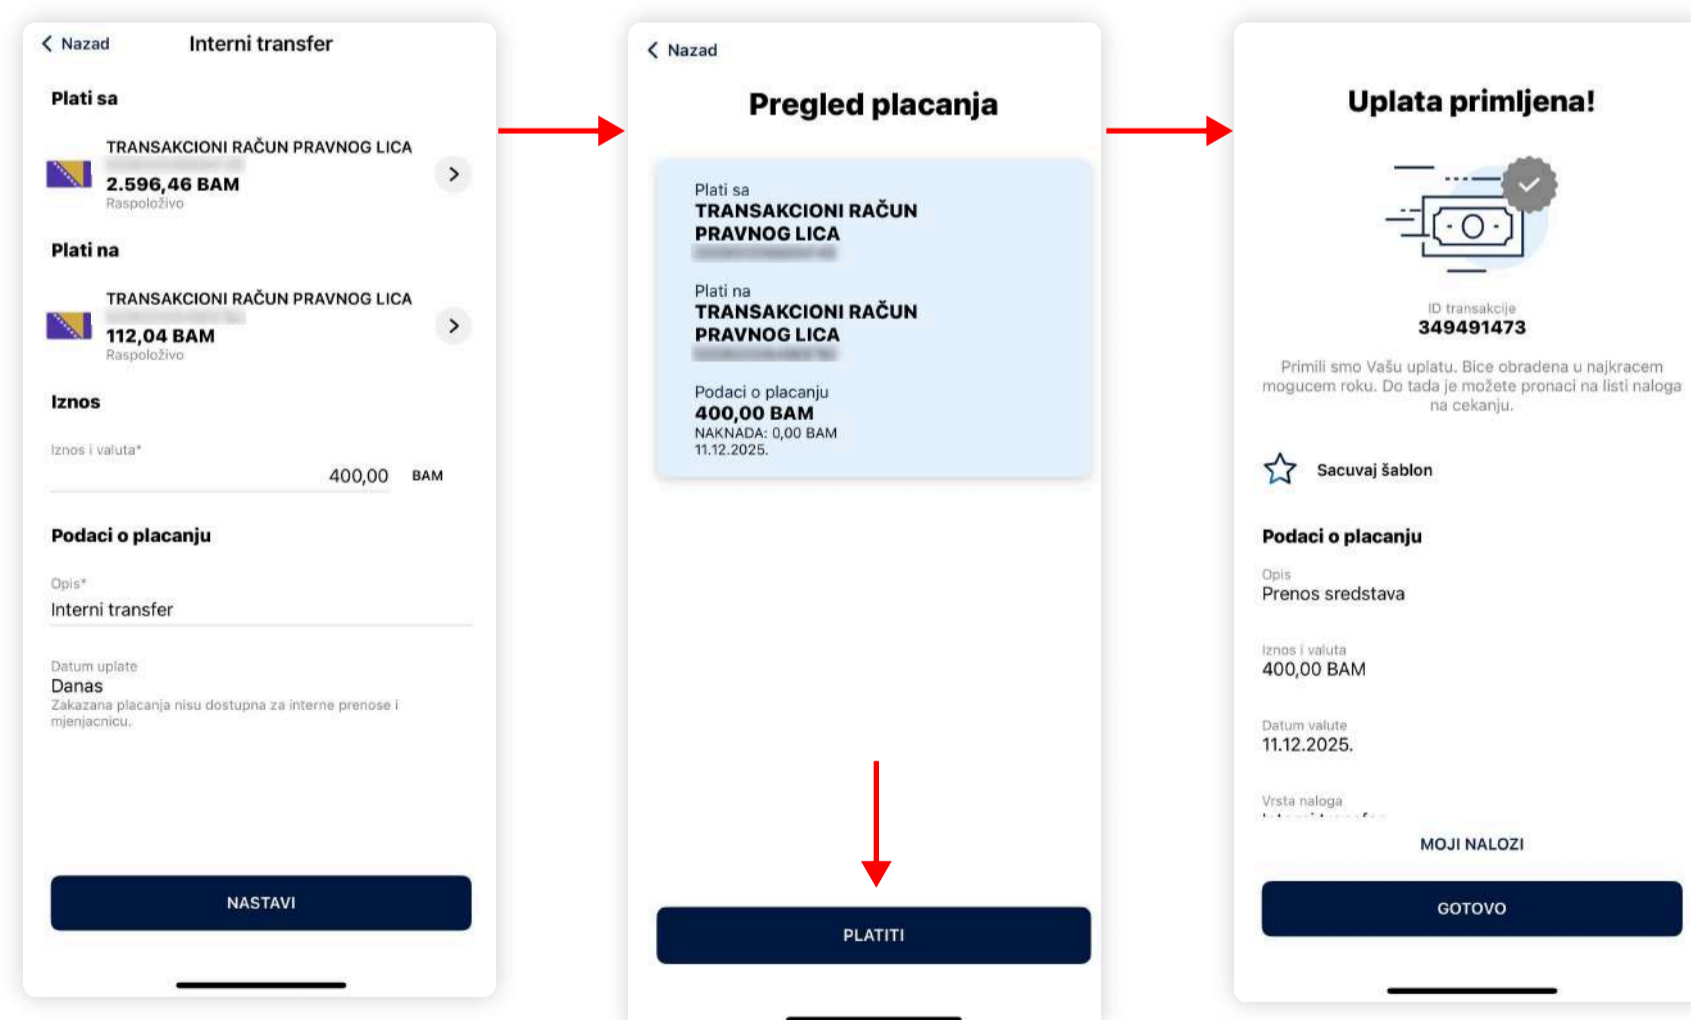 Nazad
Interni transfer
Plati sa
TRANSAKCIONI RAČUN PRAVNOG LICA
2.596,46 BAM
Raspoloživo
Plati na
TRANSAKCIONI RAČUN PRAVNOG LICA
112,04 BAM
Raspoloživo
Iznos
Iznos i valuta*
400,00 BAM
Podaci o placanju
Opis*
Interni transfer
Datum uplate
Danas
Zakazana placanja nisu dostupna za interne prenose i
mjenjacnicu.
NASTAVI
Nazad
Pregled placanja
Plati sa
TRANSAKCIONI RAČUN
PRAVNOG LICA
Plati na
TRANSAKCIONI RAČUN
PRAVNOG LICA
Podaci o placanju
400,00 BAM
NAKNADA: 0,00 BAM
11.12.2025.
PLATITI
Uplata primljena!
ID transakcije
349491473
Primili smo Vašu uplatu. Bice obradena u najkracem
mogucem roku. Do tada je možete pronaci na listi naloga
na cekanju.
Sacuvaj šablon
Podaci o placanju
Opis
Prenos sredstava
Iznos i valuta
400,00 BAM
Datum valute
11.12.2025.
Vrsta naloga
MOJI NALOZI
GOTOVO